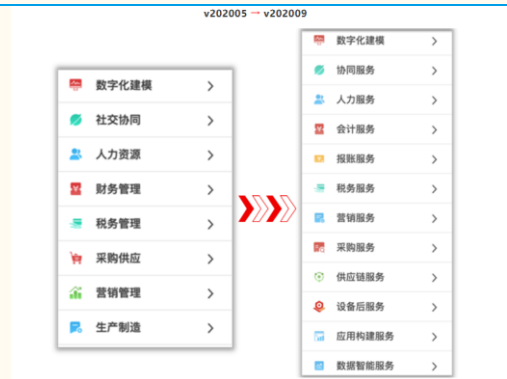 v202005 → v202009
数字化建模
社交协同
人力资源
财务管理
税务管理
采购供应
营销管理
生产制造
数字化建模
协同服务
人力服务
会计服务
报账服务
税务服务
营销服务
采购服务
供应链服务
设备后服务
应用构建服务
数据智能服务